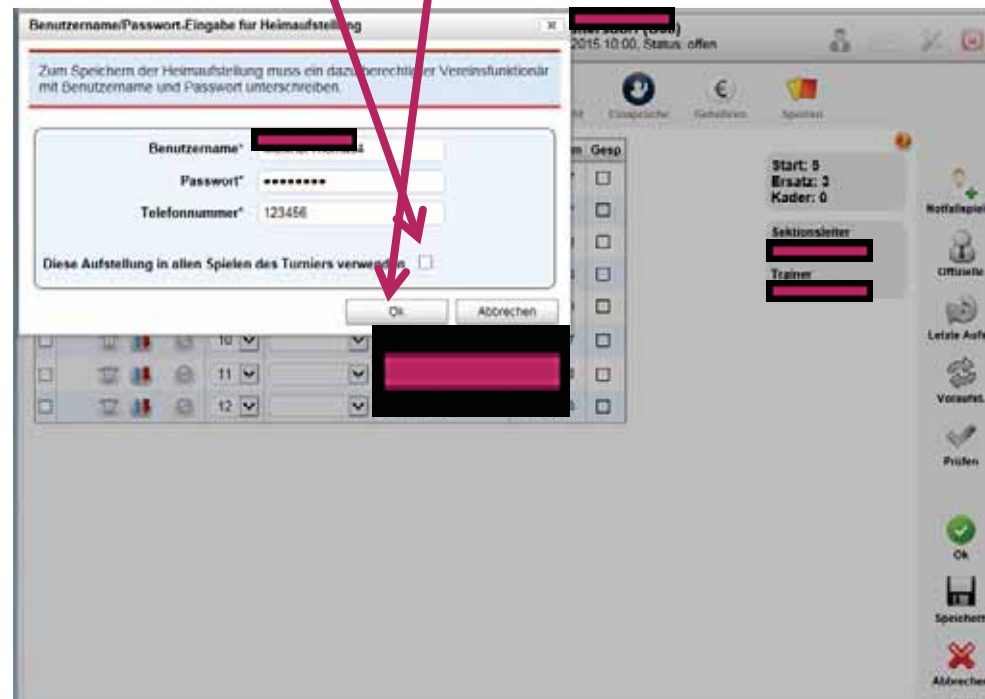 Benutzername/Passwort-Eingabe für Heimaufstellung
2015 10:00, Status: offen
Zum Speichern der Heimaufstellung muss ein dazu berechtigter Vereinsfunktionär
mit Benutzername und Passwort unterschreiben.
Einsprüche Gebühren Sperren
Benutzername*
Passwort* ••••••••
Telefonnummer* 123456
Diese Aufstellung in allen Spielen des Turniers verwenden
Ok Abbrechen
Gesp
Start: 5
Ersatz: 3
Kader: 0
Sektionsleiter
Trainer
10
11
12
Notfallspiel
Offizielle
Letzte Aufs
Voraufst.
Prüfen
Ok
Speichern
Abbrechen